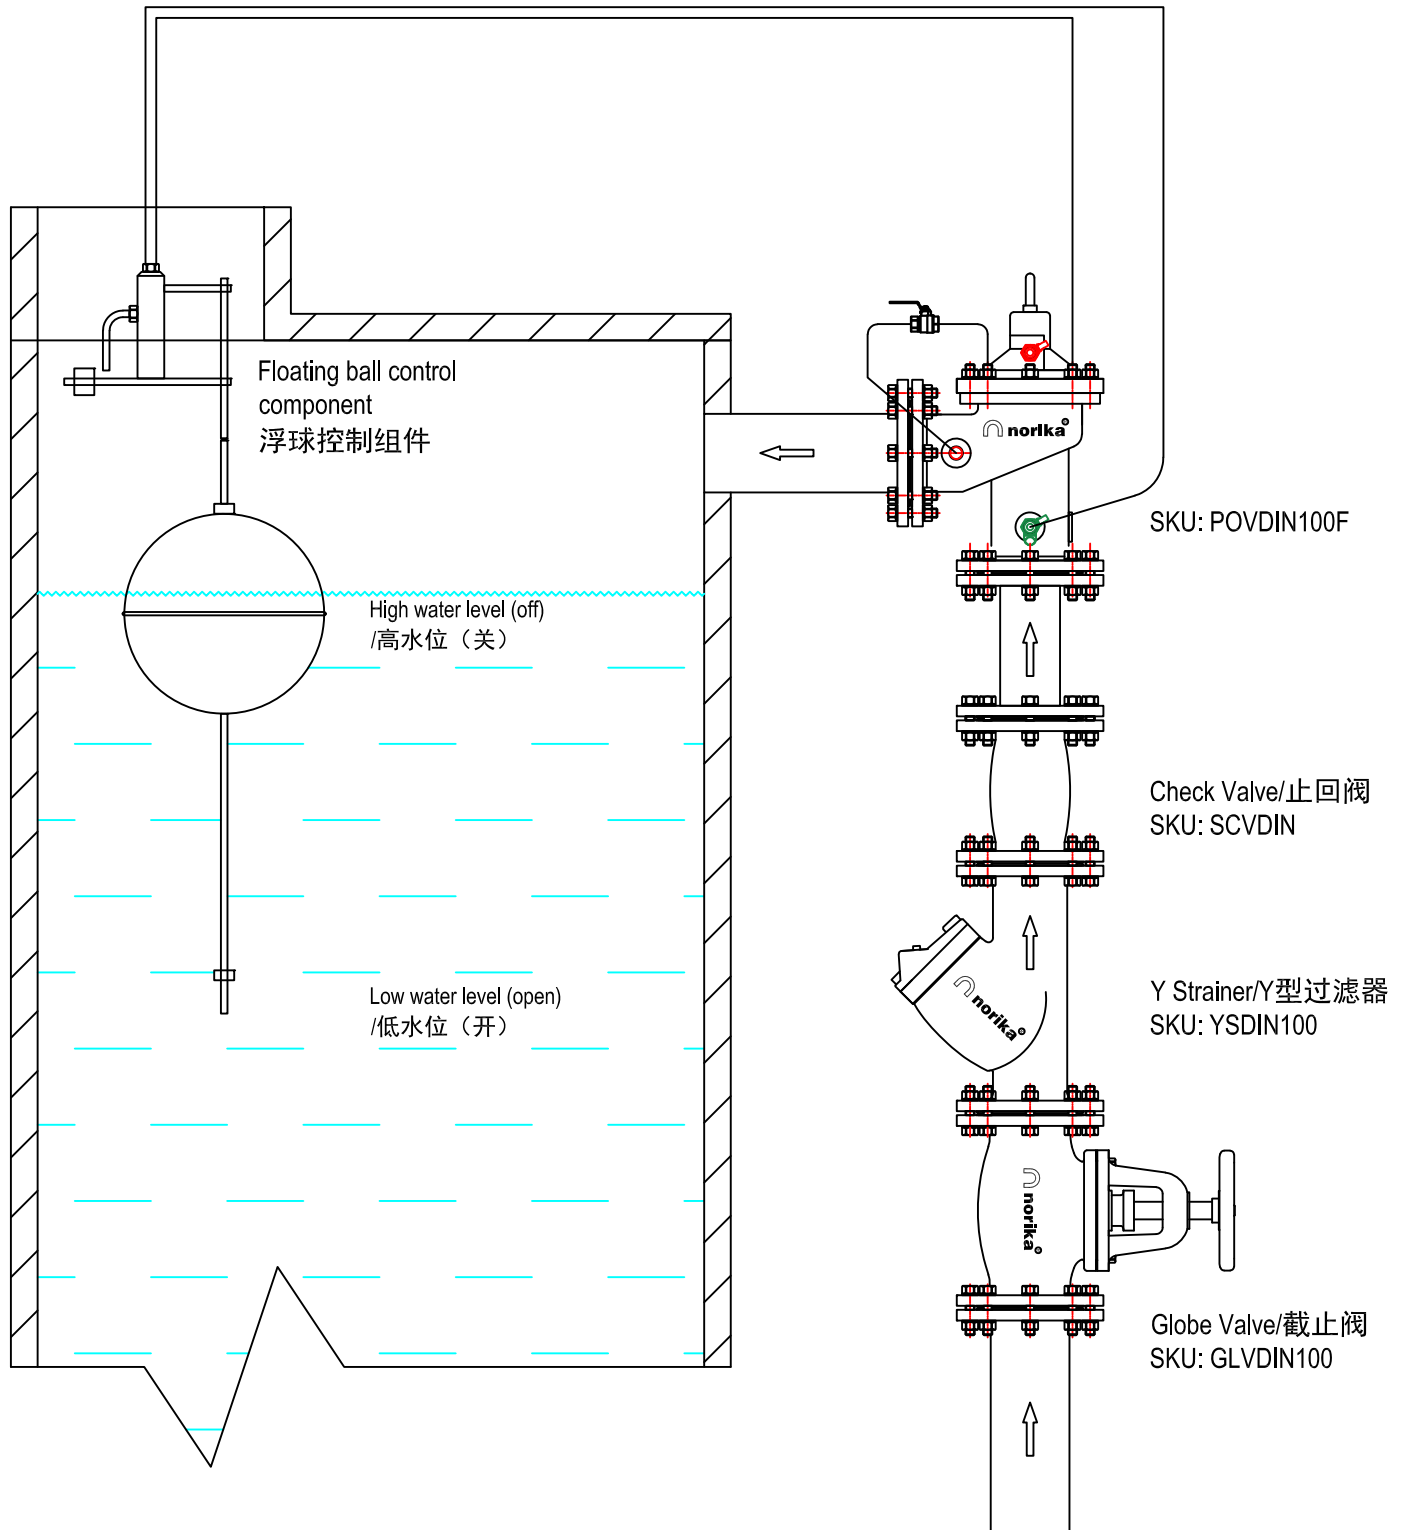 Floating ball control
component
浮球控制组件
norika®
SKU: POVDIN100F
High water level (off)
/高水位（关）
Check Valve/止回阀
SKU: SCVDIN
norika®
Low water level (open)
/低水位（开）
Y Strainer/Y型过滤器
SKU: YSDIN100
norika®
Globe Valve/截止阀
SKU: GLVDIN100